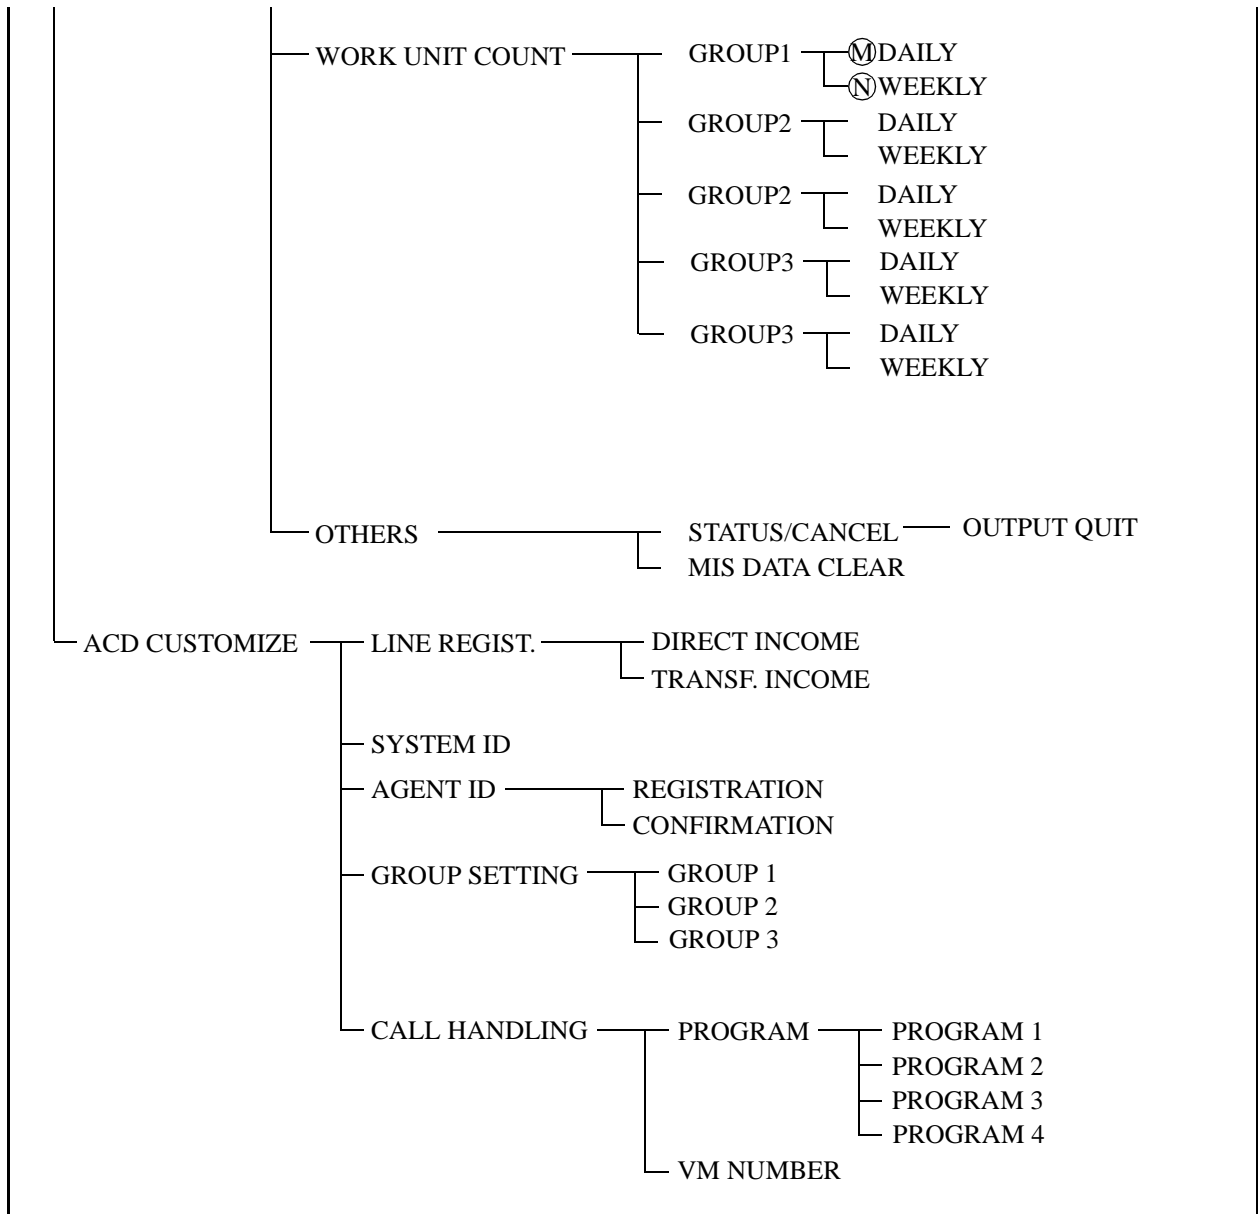 WORK UNIT COUNT GROUP1 Ⓜ DAILY
Ⓝ WEEKLY
GROUP2 DAILY
WEEKLY
GROUP2 DAILY
WEEKLY
GROUP3 DAILY
WEEKLY
GROUP3 DAILY
WEEKLY
OTHERS STATUS/CANCEL OUTPUT QUIT
MIS DATA CLEAR
ACD CUSTOMIZE LINE REGIST. DIRECT INCOME
TRANSF. INCOME
SYSTEM ID
AGENT ID REGISTRATION
CONFIRMATION
GROUP SETTING GROUP 1
GROUP 2
GROUP 3
CALL HANDLING PROGRAM PROGRAM 1
PROGRAM 2
PROGRAM 3
PROGRAM 4
VM NUMBER